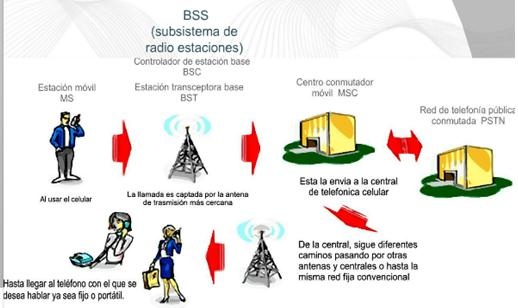 BSS
(subsistema de
radio estaciones)
Controlador de estación base
BSC
Estación móvil
MS
Estación transceptora base
BST
Centro conmutador
móvil MSC
Red de telefonía pública
conmutada PSTN
Al usar el celular
La llamada es captada por la antena
de trasmisión más cercana
Esta la envia a la central
de telefonica celular
De la central, sigue diferentes
caminos pasando por otras
antenas y centrales o hasta la
misma red fija convencional
Hasta llegar al teléfono con el que se
desea hablar ya sea fijo o portátil.